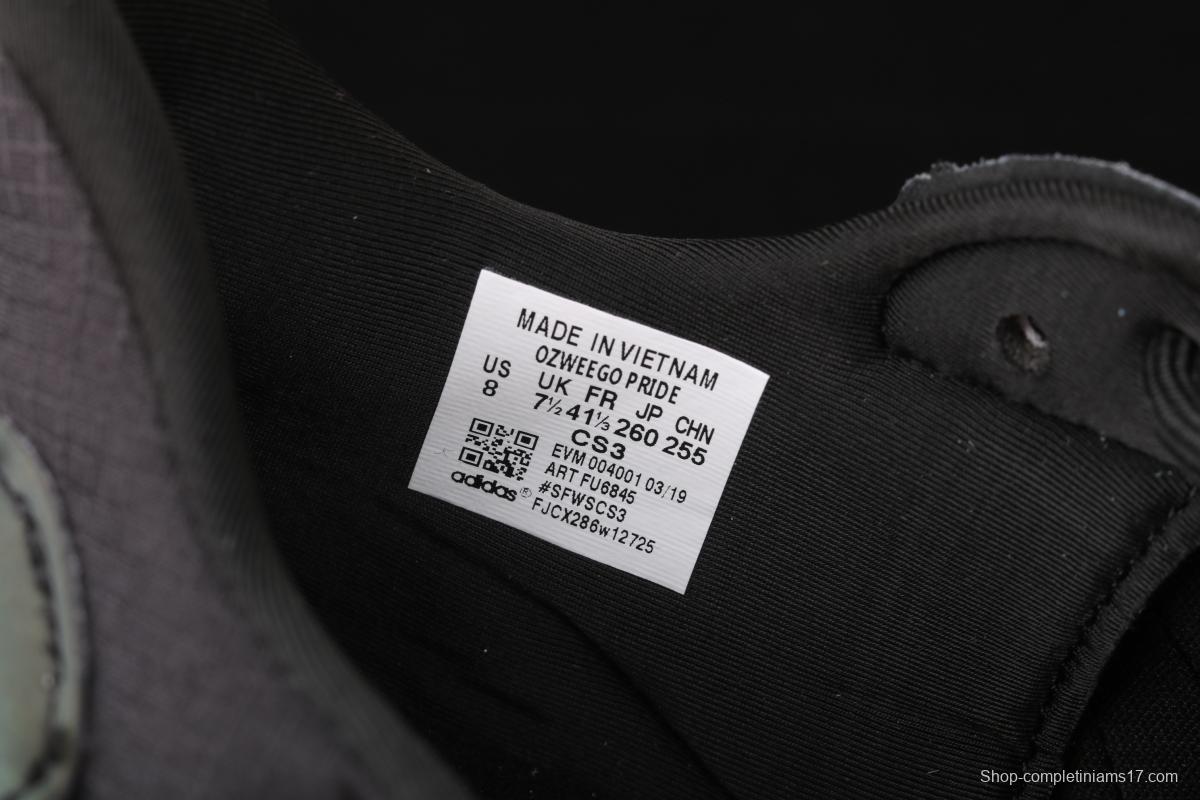 MADE IN VIETNAM
OZWEEGO PRIDE
US UK FR JP CHN
8 7½ 41⅓ 260 255
CS3
EVM 004001 03/19
ART FU6845
#SFWSCS3
FJCX286w12725
adidas®
Shop-completiniams17.com